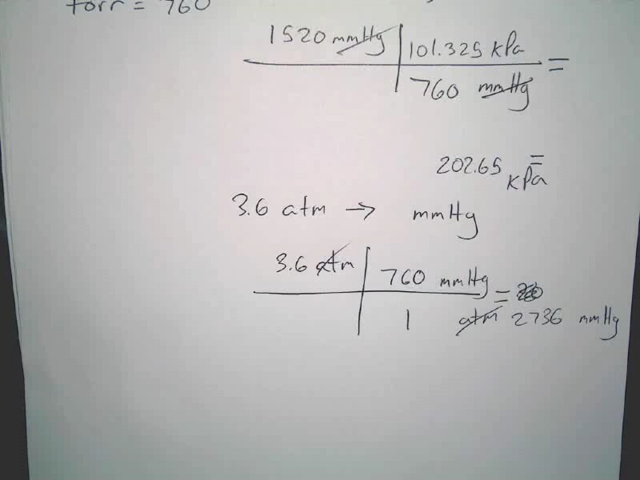 torr = 760
1520 mmHg | 101.325 kPa =
760 mmHg
202.65 kPa =
3.6 atm → mmHg
3.6 atm | 760 mmHg =
1 atm 2736 mmHg